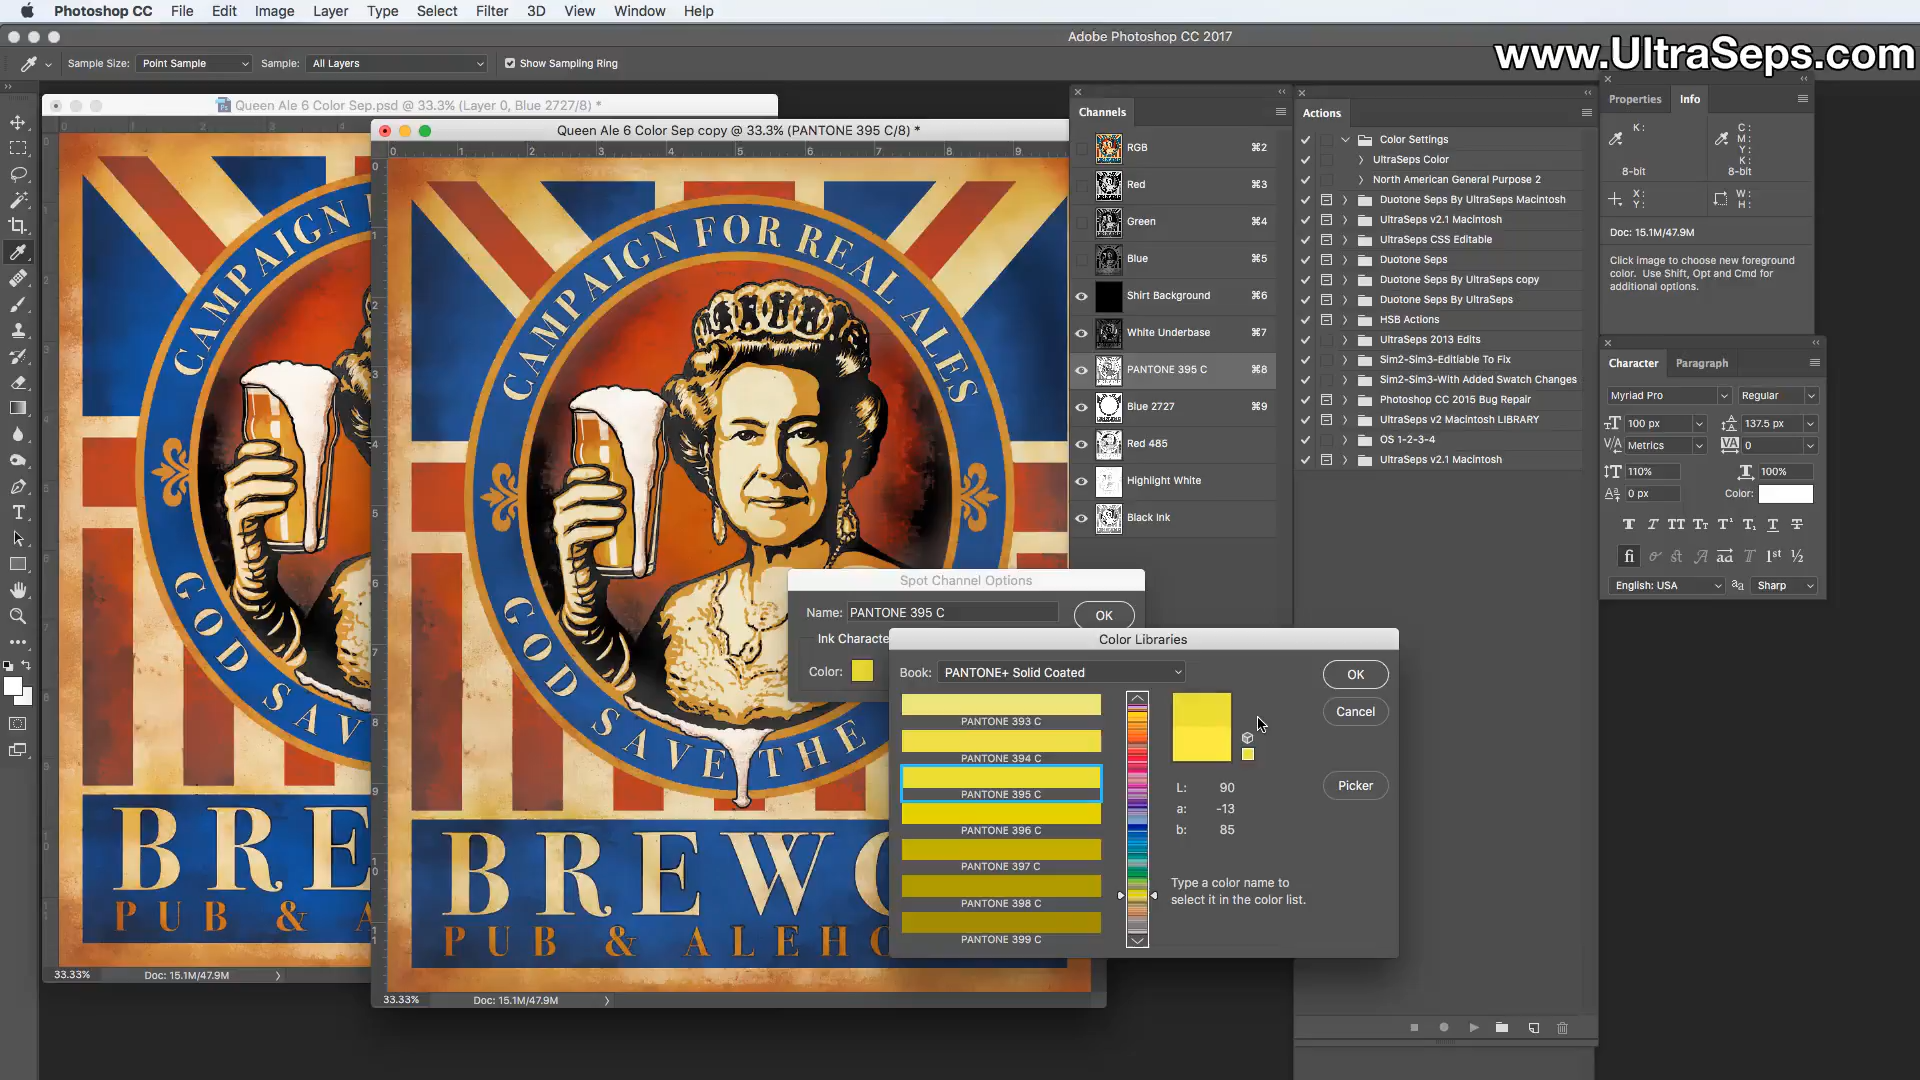 Photoshop CC File Edit Image Layer Type Select Filter 3D View Window Help
Adobe Photoshop CC 2017
www.UltraSeps.com
Sample Size: Point Sample Sample: All Layers Show Sampling Ring
Queen Ale 6 Color Sep.psd @ 33.3% (Layer 0, Blue 2727/8) *
Queen Ale 6 Color Sep copy @ 33.3% (PANTONE 395 C/8) *
CAMPAIGN
GOD SAVE
BRE
PUB &
33.33% Doc: 15.1M/47.9M
CAMPAIGN FOR REAL ALES
GOD SAVE THE
BREW
PUB & ALEH
33.33% Doc: 15.1M/47.9M
Channels
RGB ⌘2
Red ⌘3
Green ⌘4
Blue ⌘5
Shirt Background ⌘6
White Underbase ⌘7
PANTONE 395 C ⌘8
Blue 2727 ⌘9
Red 485
Highlight White
Black Ink
Actions
Color Settings
UltraSeps Color
North American General Purpose 2
Duotone Seps By UltraSeps Macintosh
UltraSeps v2.1 Macintosh
UltraSeps CSS Editable
Duotone Seps
Duotone Seps By UltraSeps copy
Duotone Seps By UltraSeps
HSB Actions
UltraSeps 2013 Edits
Sim2-Sim3-Editiable To Fix
Sim2-Sim3-With Added Swatch Changes
Photoshop CC 2015 Bug Repair
UltraSeps v2 Macintosh LIBRARY
OS 1-2-3-4
UltraSeps v2.1 Macintosh
Properties Info
K: C:
M:
Y:
K:
8-bit 8-bit
X: W:
Y: H:
Doc: 15.1M/47.9M
Click image to choose new foreground
color. Use Shift, Opt and Cmd for
additional options.
Character Paragraph
Myriad Pro Regular
100 px 137.5 px
Metrics 0
110% 100%
0 px Color:
English: USA Sharp
Spot Channel Options
Name: PANTONE 395 C OK
Ink Characte
Color:
Color Libraries
Book: PANTONE+ Solid Coated OK
PANTONE 393 C
Cancel
PANTONE 394 C
PANTONE 395 C
PANTONE 396 C
PANTONE 397 C
PANTONE 398 C
PANTONE 399 C
Picker
L: 90
a: -13
b: 85
Type a color name to
select it in the color list.